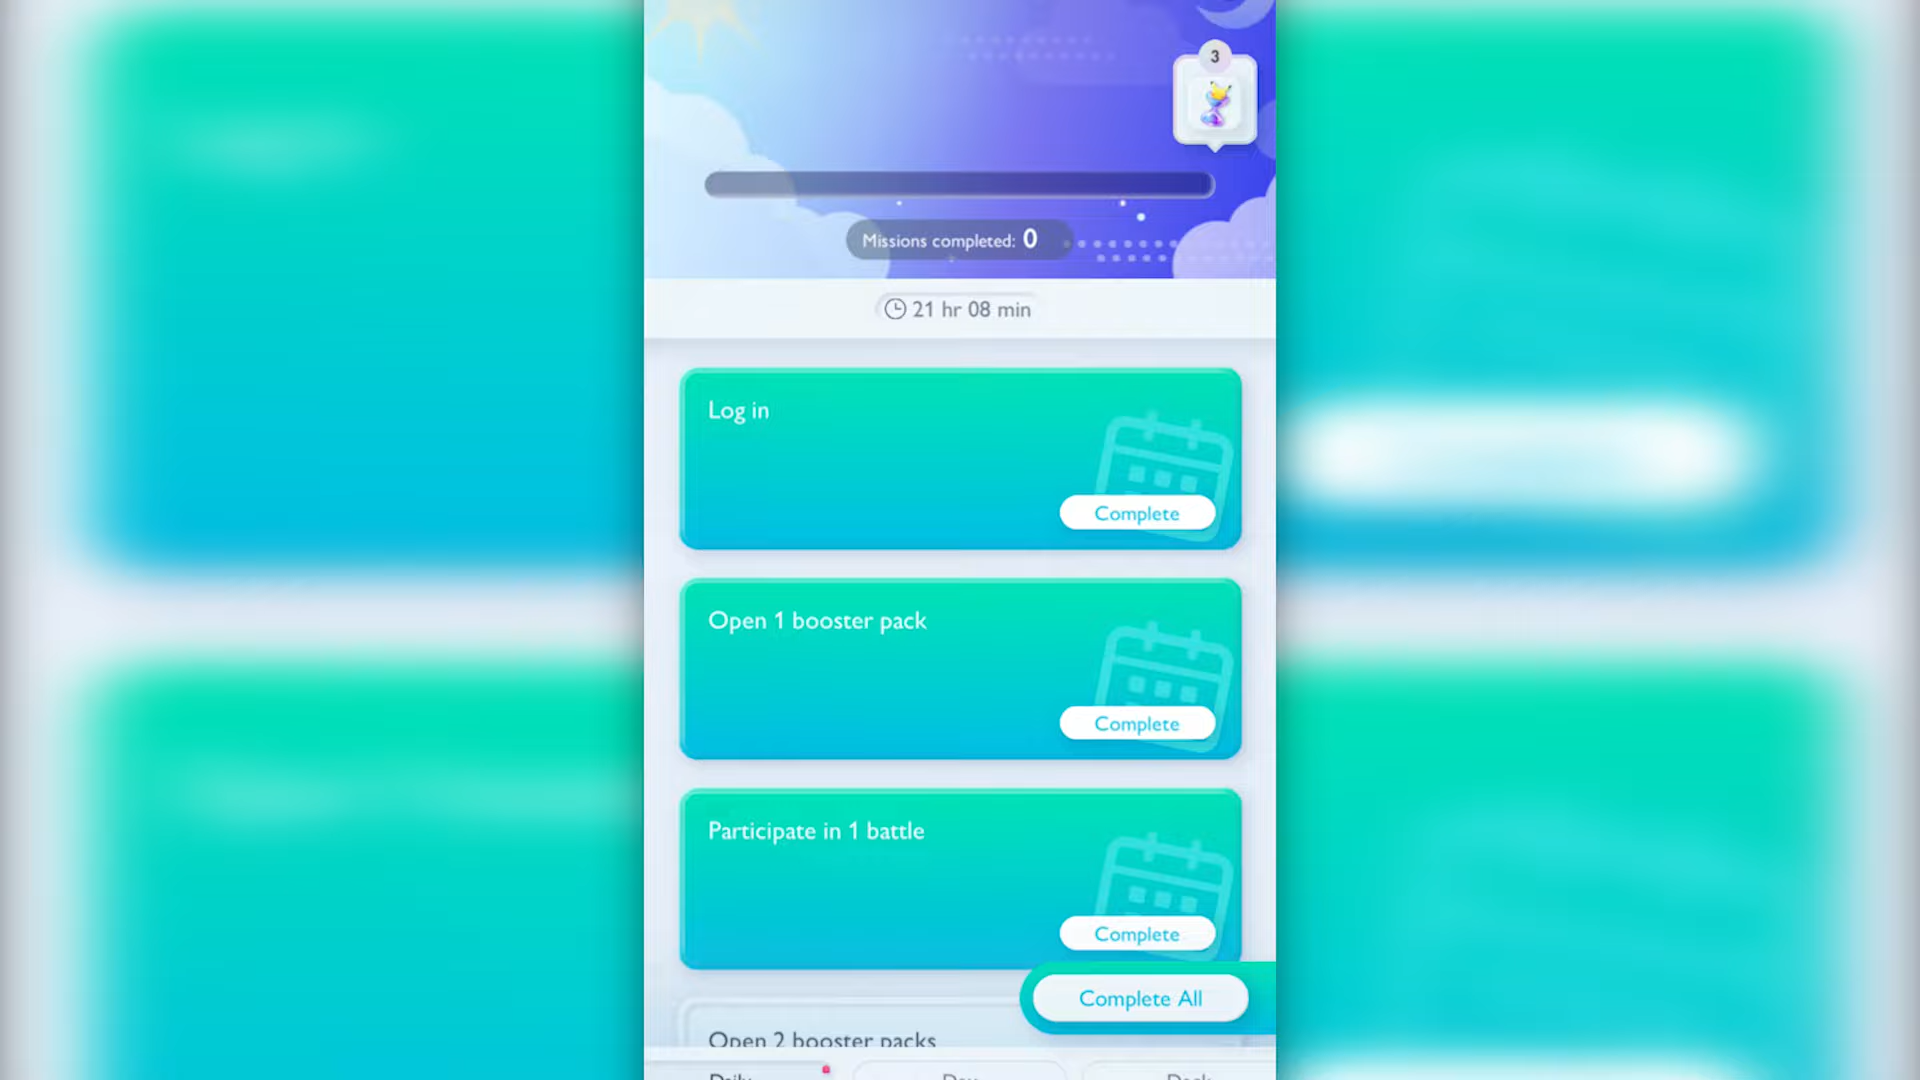 3
Missions completed: 0
21 hr 08 min
Log in
Complete
Open 1 booster pack
Complete
Participate in 1 battle
Complete
Complete All
Open 2 booster packs
Daily